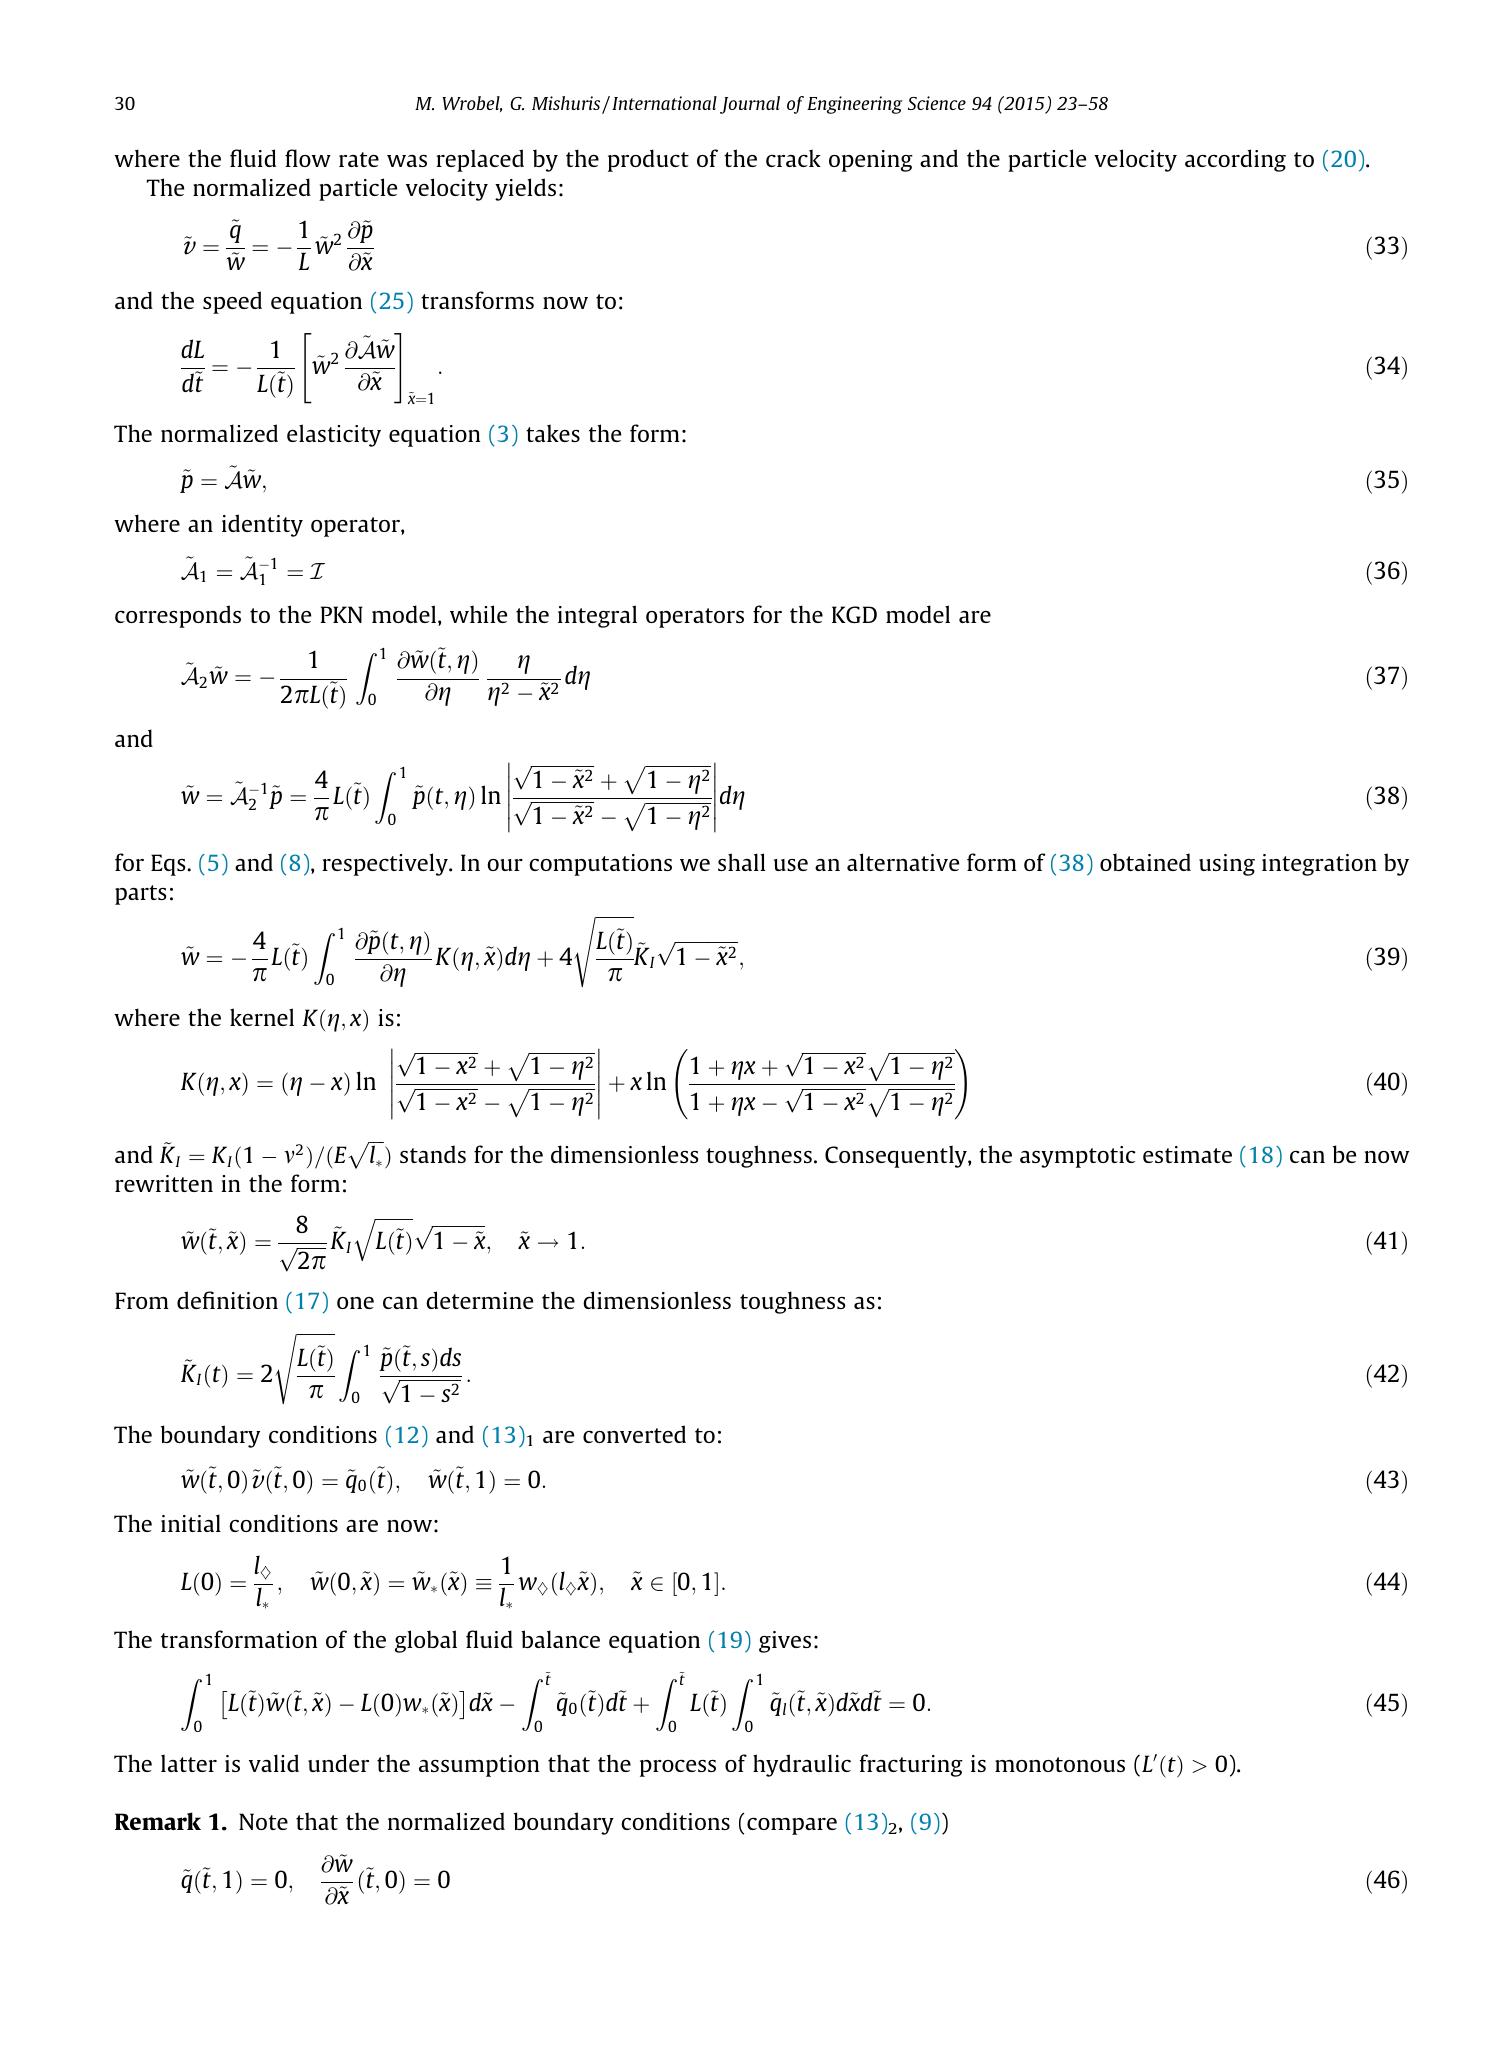 30
M. Wrobel, G. Mishuris / International Journal of Engineering Science 94 (2015) 23–58
where the fluid flow rate was replaced by the product of the crack opening and the particle velocity according to (20).
The normalized particle velocity yields:
$\tilde{v} = \frac{\tilde{q}}{\tilde{w}} = -\frac{1}{L}\tilde{w}^2\frac{\partial \tilde{p}}{\partial \tilde{x}}$ (33)
and the speed equation (25) transforms now to:
$\frac{dL}{d\tilde{t}} = -\frac{1}{L(\tilde{t})}\left[\tilde{w}^2\frac{\partial \tilde{\mathcal{A}}\tilde{w}}{\partial \tilde{x}}\right]_{\tilde{x}=1}.$ (34)
The normalized elasticity equation (3) takes the form:
$\tilde{p} = \tilde{\mathcal{A}}\tilde{w},$ (35)
where an identity operator,
$\tilde{\mathcal{A}}_1 = \tilde{\mathcal{A}}_1^{-1} = \mathcal{I}$ (36)
corresponds to the PKN model, while the integral operators for the KGD model are
$\tilde{\mathcal{A}}_2\tilde{w} = -\frac{1}{2\pi L(\tilde{t})}\int_0^1 \frac{\partial \tilde{w}(\tilde{t},\eta)}{\partial \eta}\frac{\eta}{\eta^2-\tilde{x}^2}d\eta$ (37)
and
$\tilde{w} = \tilde{\mathcal{A}}_2^{-1}\tilde{p} = \frac{4}{\pi}L(\tilde{t})\int_0^1 \tilde{p}(t,\eta)\ln\left|\frac{\sqrt{1-\tilde{x}^2}+\sqrt{1-\eta^2}}{\sqrt{1-\tilde{x}^2}-\sqrt{1-\eta^2}}\right|d\eta$ (38)
for Eqs. (5) and (8), respectively. In our computations we shall use an alternative form of (38) obtained using integration by
parts:
$\tilde{w} = -\frac{4}{\pi}L(\tilde{t})\int_0^1 \frac{\partial \tilde{p}(t,\eta)}{\partial \eta}K(\eta,\tilde{x})d\eta + 4\sqrt{\frac{L(\tilde{t})}{\pi}}\tilde{K}_I\sqrt{1-\tilde{x}^2},$ (39)
where the kernel $K(\eta,x)$ is:
$K(\eta,x) = (\eta-x)\ln\left|\frac{\sqrt{1-x^2}+\sqrt{1-\eta^2}}{\sqrt{1-x^2}-\sqrt{1-\eta^2}}\right| + x\ln\left(\frac{1+\eta x+\sqrt{1-x^2}\sqrt{1-\eta^2}}{1+\eta x-\sqrt{1-x^2}\sqrt{1-\eta^2}}\right)$ (40)
and $\tilde{K}_I = K_I(1-\nu^2)/(E\sqrt{l_*})$ stands for the dimensionless toughness. Consequently, the asymptotic estimate (18) can be now
rewritten in the form:
$\tilde{w}(\tilde{t},\tilde{x}) = \frac{8}{\sqrt{2\pi}}\tilde{K}_I\sqrt{L(\tilde{t})}\sqrt{1-\tilde{x}}, \quad \tilde{x}\to 1.$ (41)
From definition (17) one can determine the dimensionless toughness as:
$\tilde{K}_I(t) = 2\sqrt{\frac{L(\tilde{t})}{\pi}}\int_0^1 \frac{\tilde{p}(\tilde{t},s)ds}{\sqrt{1-s^2}}.$ (42)
The boundary conditions (12) and $(13)_1$ are converted to:
$\tilde{w}(\tilde{t},0)\tilde{v}(\tilde{t},0) = \tilde{q}_0(\tilde{t}), \quad \tilde{w}(\tilde{t},1) = 0.$ (43)
The initial conditions are now:
$L(0) = \frac{l_\diamond}{l_*}, \quad \tilde{w}(0,\tilde{x}) = \tilde{w}_*(\tilde{x}) \equiv \frac{1}{l_*}w_\diamond(l_\diamond\tilde{x}), \quad \tilde{x}\in[0,1].$ (44)
The transformation of the global fluid balance equation (19) gives:
$\int_0^1 \left[L(\tilde{t})\tilde{w}(\tilde{t},\tilde{x}) - L(0)w_*(\tilde{x})\right]d\tilde{x} - \int_0^{\tilde{t}}\tilde{q}_0(\tilde{t})d\tilde{t} + \int_0^{\tilde{t}}L(\tilde{t})\int_0^1\tilde{q}_l(\tilde{t},\tilde{x})d\tilde{x}d\tilde{t} = 0.$ (45)
The latter is valid under the assumption that the process of hydraulic fracturing is monotonous ($L'(t) > 0$).
Remark 1. Note that the normalized boundary conditions (compare $(13)_2$, (9))
$\tilde{q}(\tilde{t},1) = 0, \quad \frac{\partial \tilde{w}}{\partial \tilde{x}}(\tilde{t},0) = 0$ (46)